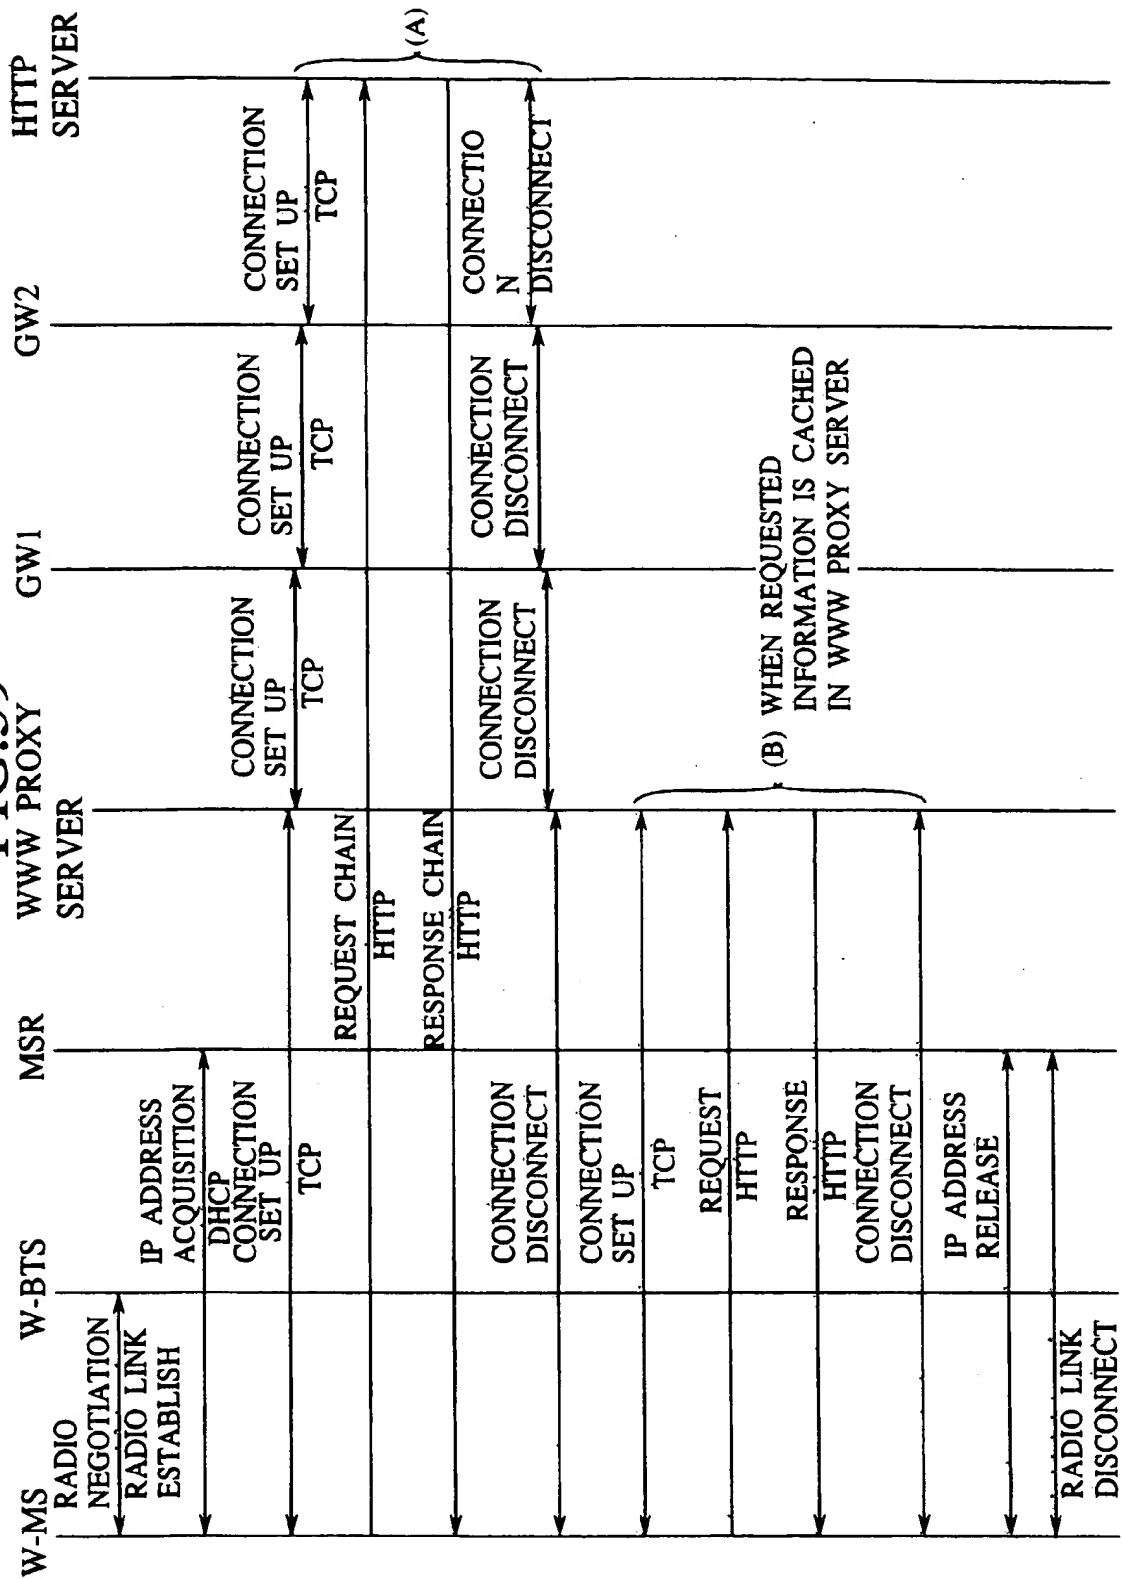 WWW PROXY
SERVER
W-MS
W-BTS
MSR
GW1
GW2
HTTP
SERVER
RADIO
NEGOTIATION
RADIO LINK
ESTABLISH
IP ADDRESS
ACQUISITION
DHCP
CONNECTION
SET UP
TCP
CONNECTION
SET UP
TCP
CONNECTION
SET UP
TCP
CONNECTION
SET UP
TCP
REQUEST CHAIN
HTTP
RESPONSE CHAIN
HTTP
(A)
CONNECTION
DISCONNECT
CONNECTION
DISCONNECT
CONNECTION
DISCONNECT
CONNECTIO
N
DISCONNECT
CONNECTION
SET UP
TCP
REQUEST
HTTP
RESPONSE
HTTP
CONNECTION
DISCONNECT
(B) WHEN REQUESTED
INFORMATION IS CACHED
IN WWW PROXY SERVER
IP ADDRESS
RELEASE
RADIO LINK
DISCONNECT